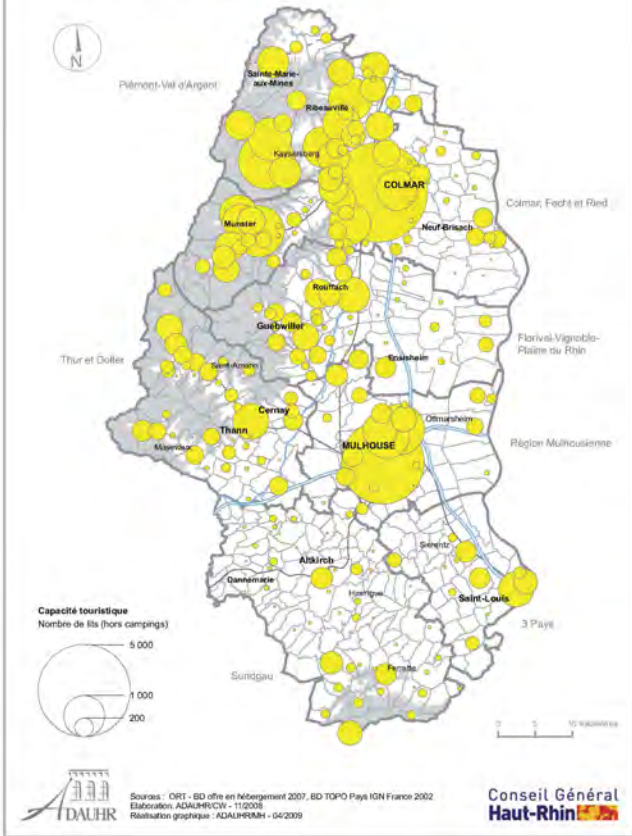 N
Sainte-Marie-
aux-Mines
Piémont-Val d'Argent
Ribeauvillé
Kaysersberg
COLMAR
Colmar, Fecht et Ried
Munster
Neuf-Brisach
Rouffach
Guebwiller
Florival-Vignoble-
Plaine du Rhin
Ensisheim
Thur et Doller
Saint-Amarin
Cernay
Ottmarsheim
Thann
MULHOUSE
Région Mulhousienne
Masevaux
Sierentz
Altkirch
Dannemarie
Hirsingue
Saint-Louis
3 Pays
Capacité touristique
Nombre de lits (hors campings)
5 000
1 000
200
Sundgau
Ferrette
0 5 10 kilomètres
ADAUHR
Sources : ORT - BD offre en hébergement 2007, BD TOPO Pays IGN France 2002
Elaboration: ADAUHR/CW - 11/2008
Réalisation graphique : ADAUHR/MH - 04/2009
Conseil Général
Haut-Rhin